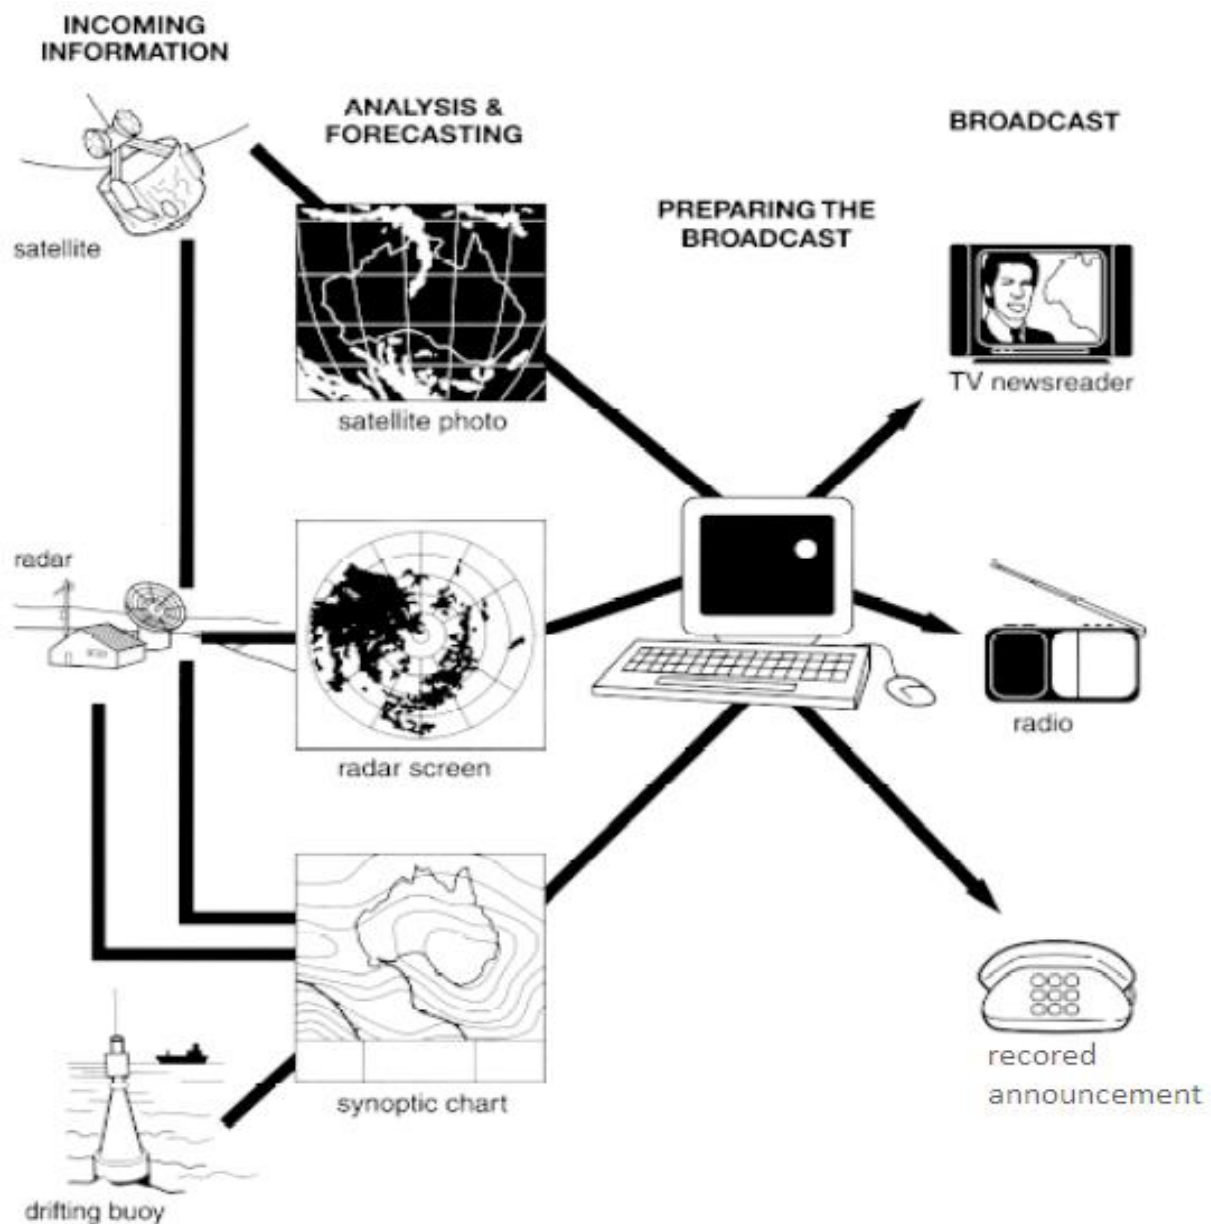 INCOMING
INFORMATION
ANALYSIS &
FORECASTING
BROADCAST
PREPARING THE
BROADCAST
satellite
TV newsreader
satellite photo
radar
radio
radar screen
recored
announcement
synoptic chart
drifting buoy